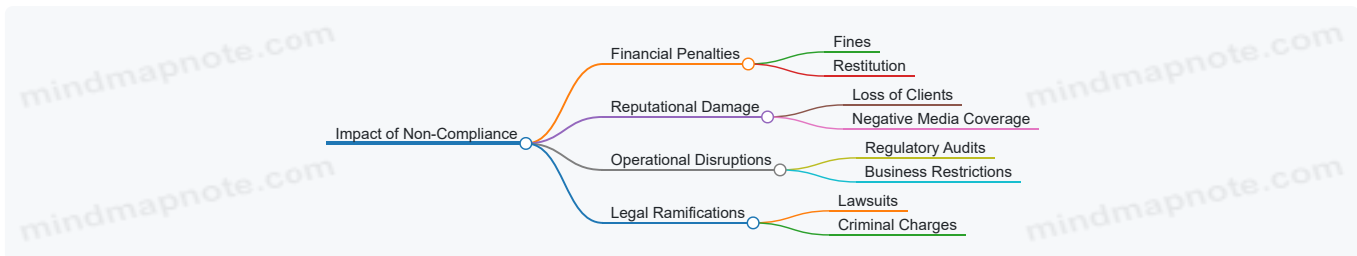 mindmapnote.com
mindmapnote.com
Impact of Non-Compliance
Financial Penalties
Fines
Restitution
Reputational Damage
Loss of Clients
Negative Media Coverage
Operational Disruptions
Regulatory Audits
Business Restrictions
Legal Ramifications
Lawsuits
Criminal Charges
mindmapnote.com
mindmapnote.com